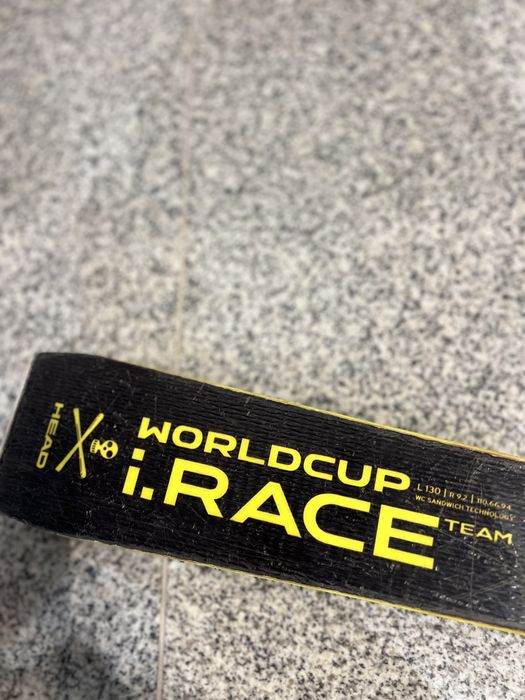 HEAD
WORLDCUP
i.RACE
L 130 | R 9.2 | 110.66.94
WC SANDWICH TECHNOLOGY
TEAM